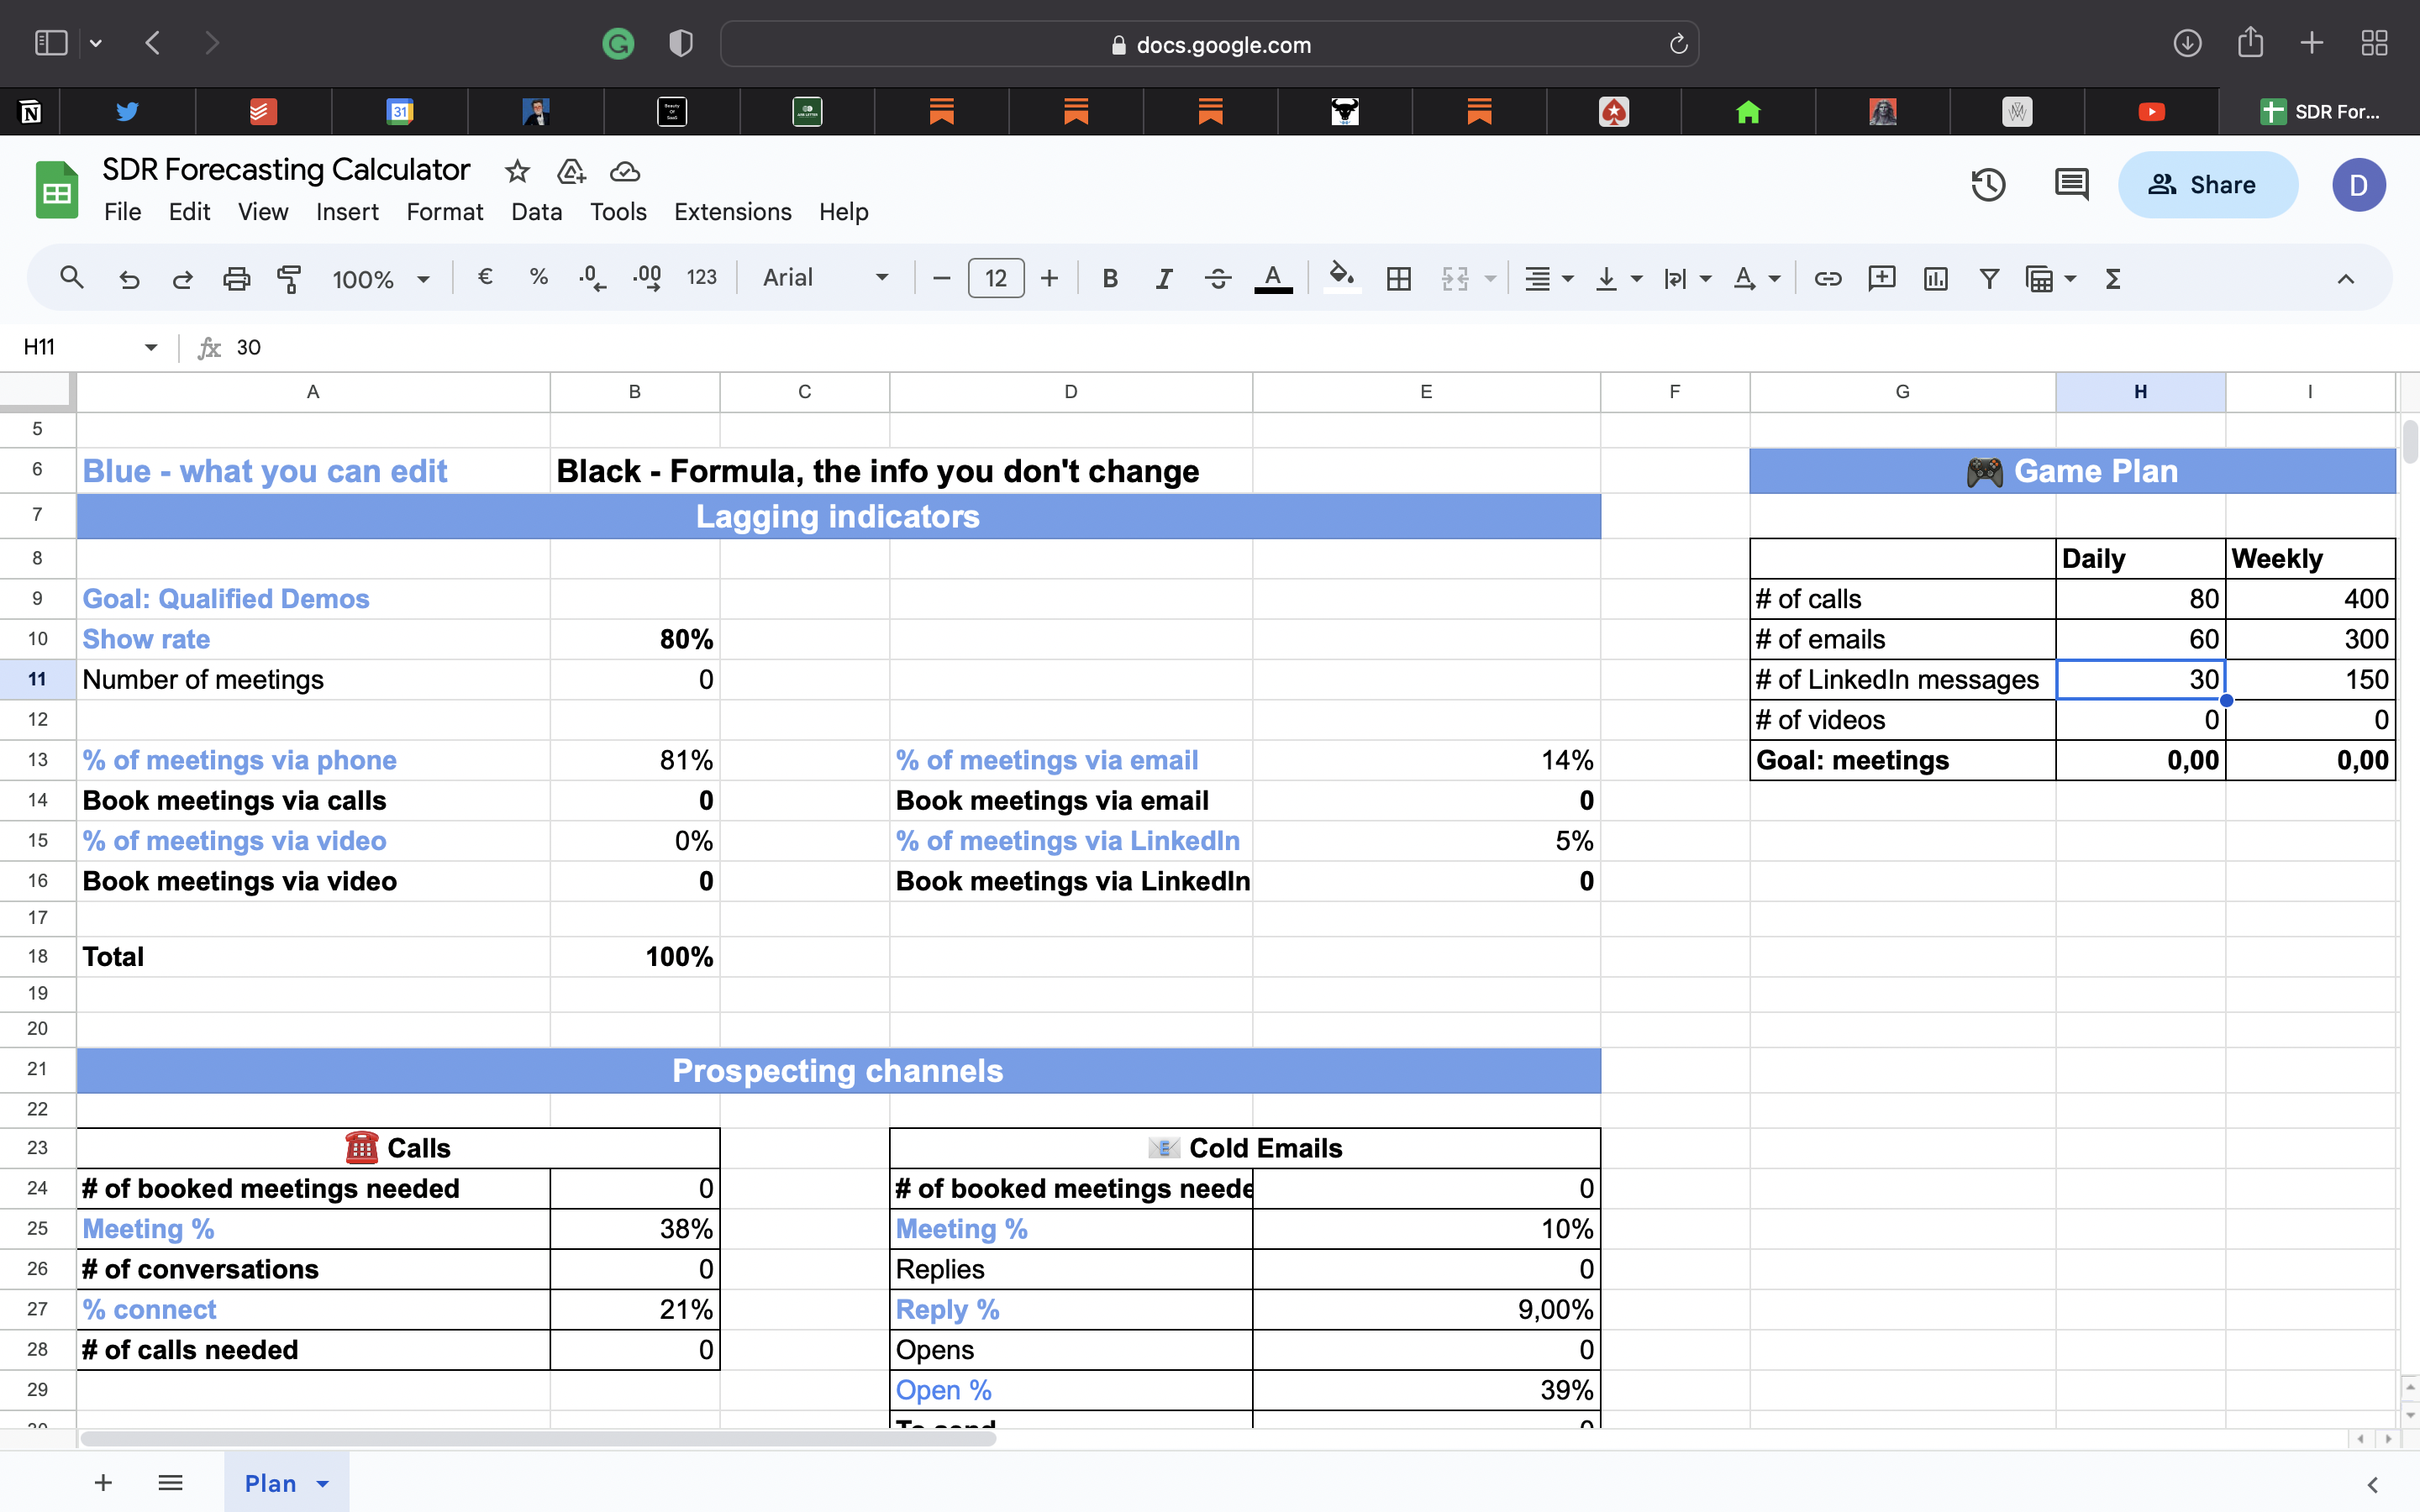 docs.google.com
SDR For...
SDR Forecasting Calculator
File Edit View Insert Format Data Tools Extensions Help
Share
D
100% € % .0 .00 123 Arial 12 B I A Σ
H11 fx 30
A B C D E F G H I
5
6 Blue - what you can edit Black - Formula, the info you don't change 🎮 Game Plan
7 Lagging indicators
8 Daily Weekly
9 Goal: Qualified Demos # of calls 80 400
10 Show rate 80% # of emails 60 300
11 Number of meetings 0 # of LinkedIn messages 30 150
12 # of videos 0 0
13 % of meetings via phone 81% % of meetings via email 14% Goal: meetings 0,00 0,00
14 Book meetings via calls 0 Book meetings via email 0
15 % of meetings via video 0% % of meetings via LinkedIn 5%
16 Book meetings via video 0 Book meetings via LinkedIn 0
17
18 Total 100%
19
20
21 Prospecting channels
22
23 ☎️ Calls 📧 Cold Emails
24 # of booked meetings needed 0 # of booked meetings neede 0
25 Meeting % 38% Meeting % 10%
26 # of conversations 0 Replies 0
27 % connect 21% Reply % 9,00%
28 # of calls needed 0 Opens 0
29 Open % 39%
30 To send 0
Plan